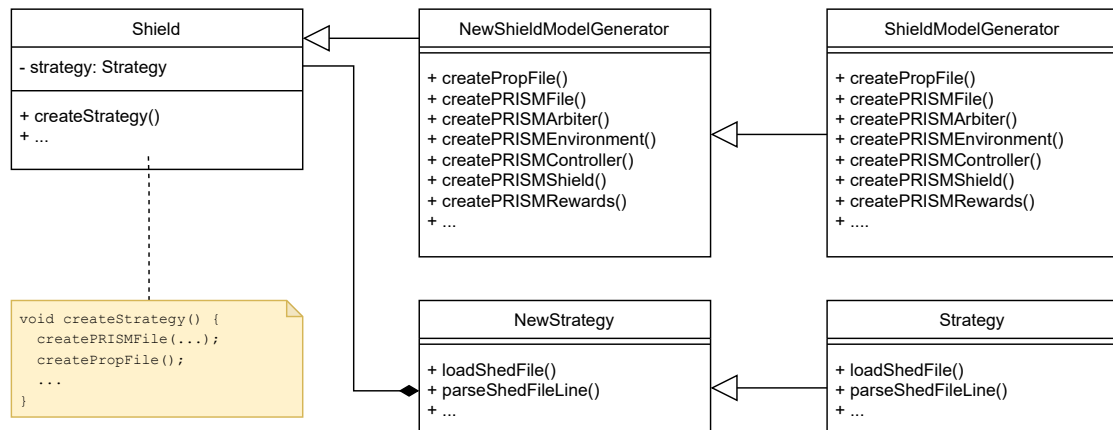 Shield
- strategy: Strategy
+ createStrategy()
+ ...
void createStrategy() {
createPRISMFile(...);
createPropFile();
...
}
NewShieldModelGenerator
+ createPropFile()
+ createPRISMFile()
+ createPRISMArbiter()
+ createPRISMEnvironment()
+ createPRISMController()
+ createPRISMShield()
+ createPRISMRewards()
+ ...
ShieldModelGenerator
+ createPropFile()
+ createPRISMFile()
+ createPRISMArbiter()
+ createPRISMEnvironment()
+ createPRISMController()
+ createPRISMShield()
+ createPRISMRewards()
+ ....
NewStrategy
+ loadShedFile()
+ parseShedFileLine()
+ ...
Strategy
+ loadShedFile()
+ parseShedFileLine()
+ ...